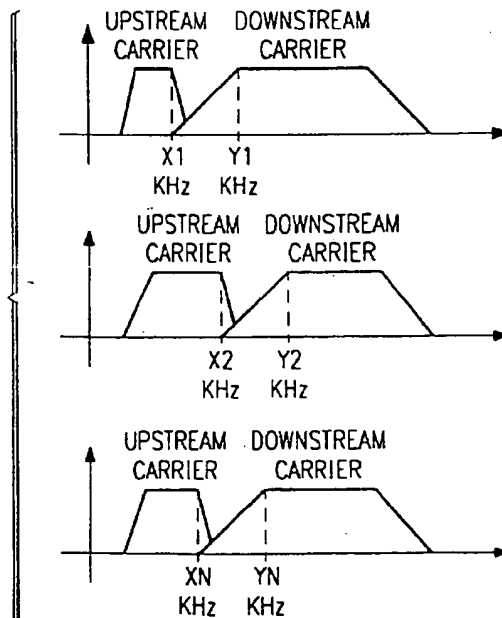 UPSTREAM DOWNSTREAM
CARRIER CARRIER
X1 Y1
KHz KHz
UPSTREAM DOWNSTREAM
CARRIER CARRIER
X2 Y2
KHz KHz
UPSTREAM DOWNSTREAM
CARRIER CARRIER
XN YN
KHz KHz